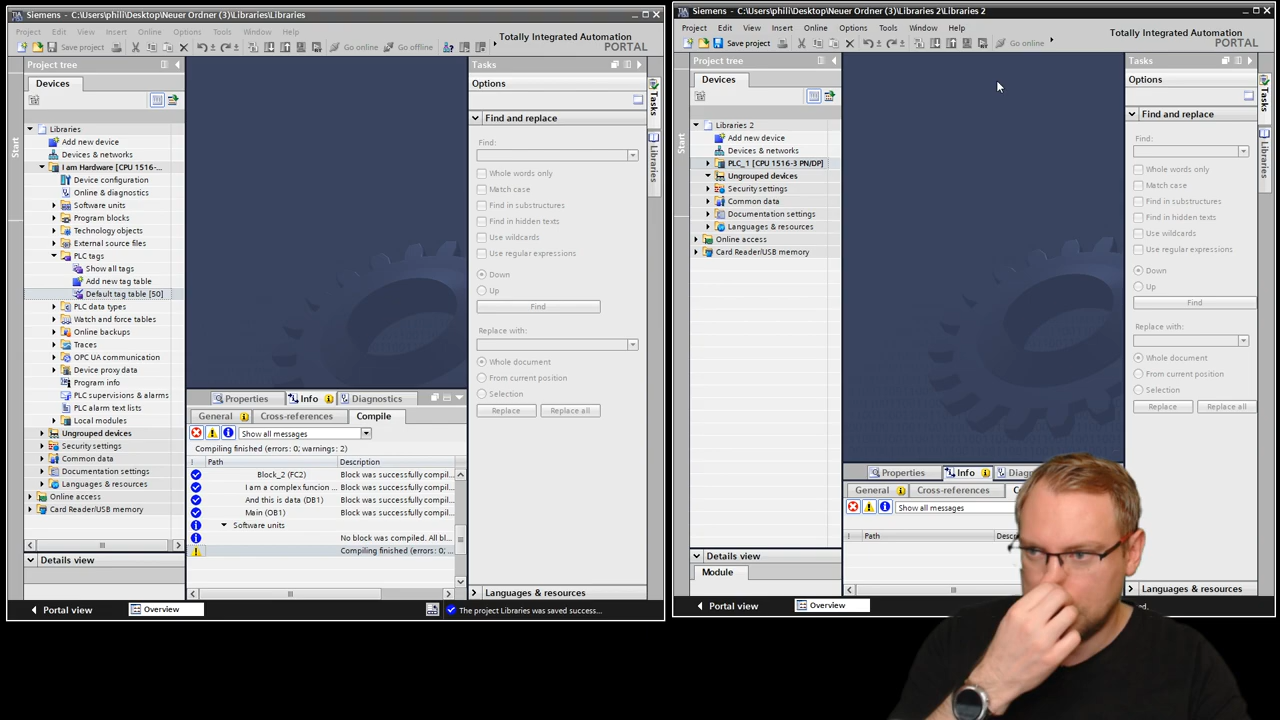 Siemens - C:\Users\phili\Desktop\Neuer Ordner (3)\Libraries\Libraries
Project Edit View Insert Online Options Tools Window Help
Totally Integrated Automation
PORTAL
Save project
Go online
Go offline
Project tree
Devices
Start
Libraries
Add new device
Devices & networks
I am Hardware [CPU 1516-...
Device configuration
Online & diagnostics
Software units
Program blocks
Technology objects
External source files
PLC tags
Show all tags
Add new tag table
Default tag table [50]
PLC data types
Watch and force tables
Online backups
Traces
OPC UA communication
Device proxy data
Program info
PLC supervisions & alarms
PLC alarm text lists
Local modules
Ungrouped devices
Security settings
Common data
Documentation settings
Languages & resources
Online access
Card Reader/USB memory
Details view
Properties
Info
Diagnostics
General
Cross-references
Compile
Show all messages
Compiling finished (errors: 0; warnings: 2)
! Path Description
Block_2 (FC2) Block was successfully compil...
I am a complex funcion ... Block was successfully compil...
And this is data (DB1) Block was successfully compil...
Main (OB1) Block was successfully compil...
Software units
No block was compiled. All bl...
Compiling finished (errors: 0; ...
Tasks
Options
Find and replace
Find:
Whole words only
Match case
Find in substructures
Find in hidden texts
Use wildcards
Use regular expressions
Down
Up
Find
Replace with:
Whole document
From current position
Selection
Replace
Replace all
Languages & resources
Tasks
Libraries
Portal view
Overview
The project Libraries was saved success...
Siemens - C:\Users\phili\Desktop\Neuer Ordner (3)\Libraries 2\Libraries 2
Project Edit View Insert Online Options Tools Window Help
Totally Integrated Automation
PORTAL
Save project
Go online
Project tree
Devices
Start
Libraries 2
Add new device
Devices & networks
PLC_1 [CPU 1516-3 PN/DP]
Ungrouped devices
Security settings
Common data
Documentation settings
Languages & resources
Online access
Card Reader/USB memory
Details view
Module
Properties
Info
General
Cross-references
Show all messages
! Path
Tasks
Options
Find and replace
Find:
Whole words only
Match case
Find in substructures
Find in hidden texts
Use wildcards
Use regular expressions
Down
Up
Find
Replace with:
Whole document
From current position
Selection
Replace
Replace all
Languages & resources
Tasks
Libraries
Portal view
Overview